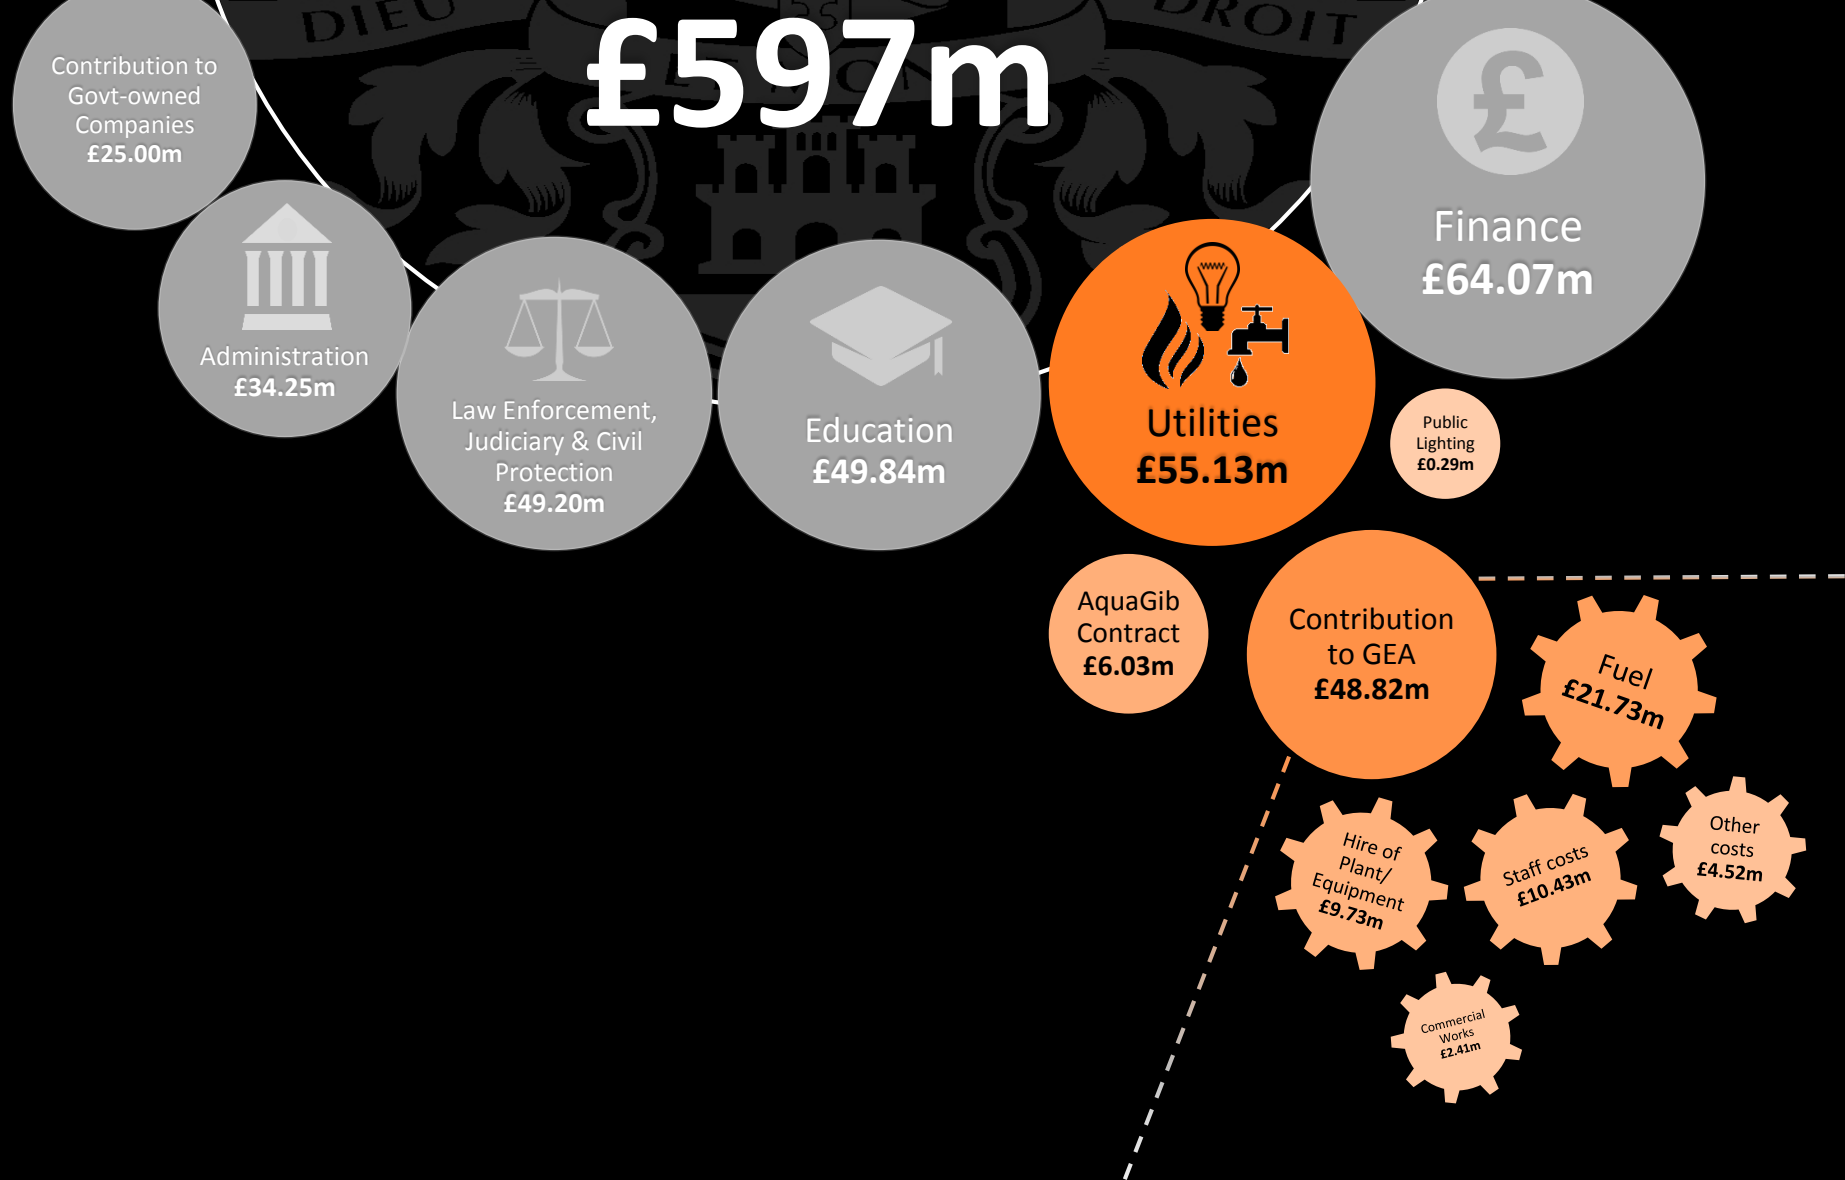 DIEU
DROIT
£597m
Contribution to
Govt-owned
Companies
£25.00m
Finance
£64.07m
Administration
£34.25m
Law Enforcement,
Judiciary & Civil
Protection
£49.20m
Education
£49.84m
Utilities
£55.13m
Public
Lighting
£0.29m
AquaGib
Contract
£6.03m
Contribution
to GEA
£48.82m
Fuel
£21.73m
Hire of
Plant/
Equipment
£9.73m
Staff costs
£10.43m
Other
costs
£4.52m
Commercial
Works
£2.41m